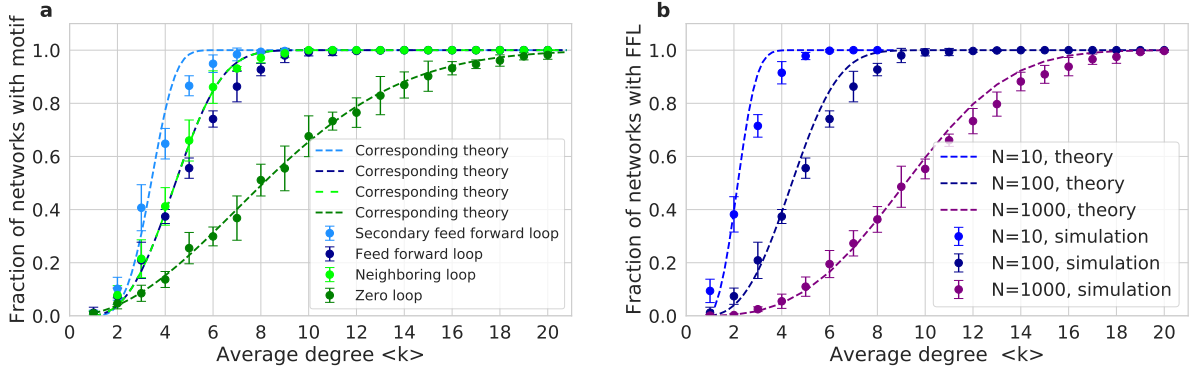 a
Fraction of networks with motif
1.0
0.8
0.6
0.4
0.2
0.0
Corresponding theory
Corresponding theory
Corresponding theory
Corresponding theory
Secondary feed forward loop
Feed forward loop
Neighboring loop
Zero loop
0 2 4 6 8 10 12 14 16 18 20
Average degree <k>
b
Fraction of networks with FFL
1.0
0.8
0.6
0.4
0.2
0.0
N=10, theory
N=100, theory
N=1000, theory
N=10, simulation
N=100, simulation
N=1000, simulation
0 2 4 6 8 10 12 14 16 18 20
Average degree <k>